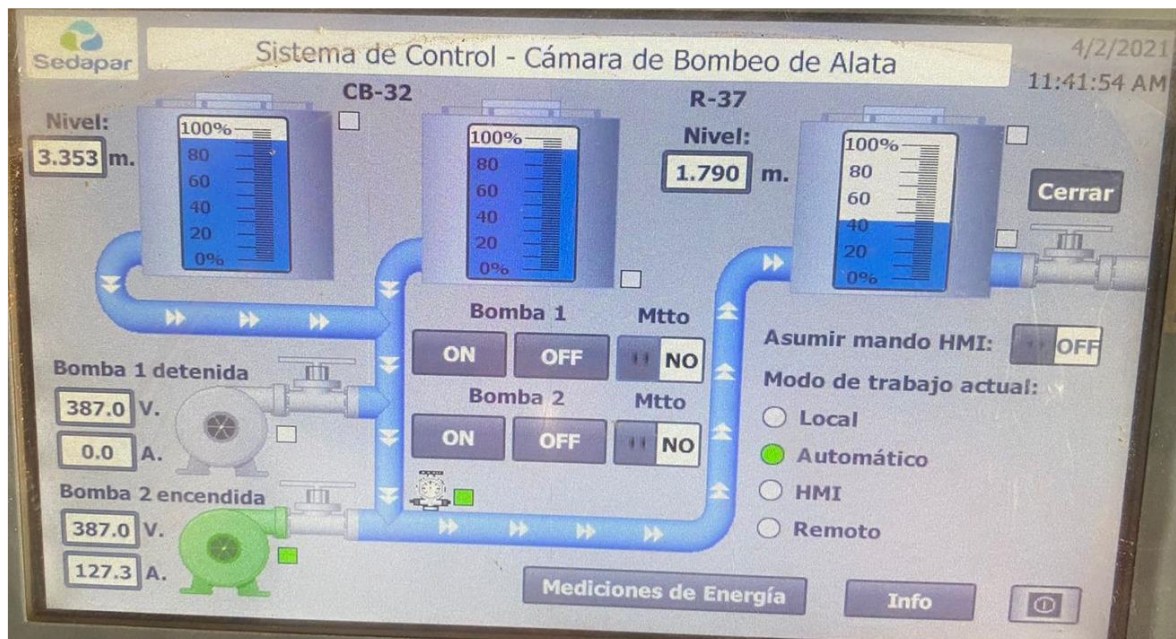 Sedapar
Sistema de Control - Cámara de Bombeo de Alata
4/2/2021
11:41:54 AM
CB-32
R-37
Nivel:
3.353 m.
100%
80
60
40
20
0%
100%
80
60
40
20
0%
Nivel:
1.790 m.
100%
80
60
40
20
0%
Cerrar
Bomba 1 Mtto
ON OFF NO
Bomba 2 Mtto
ON OFF NO
Asumir mando HMI: OFF
Modo de trabajo actual:
Local
Automático
HMI
Remoto
Bomba 1 detenida
387.0 V.
0.0 A.
Bomba 2 encendida
387.0 V.
127.3 A.
Mediciones de Energía
Info